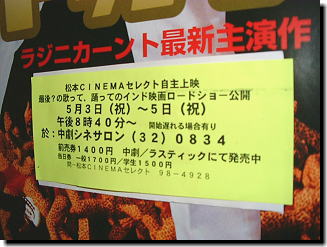 ラジニカーント最新主演作
松本CINEMAセレクト自主上映
最後?の歌って、踊ってのインド映画ロードショー公開
5月3日(祝)~5日(祝)
午後8時40分~ 開始遅れる場合有り
於:中劇シネサロン(32)0834
前売券1400円 中劇/ラスティックにて発売中
当日券 一般1700円/学生1500円
問-松本CINEMAセレクト 98-4928